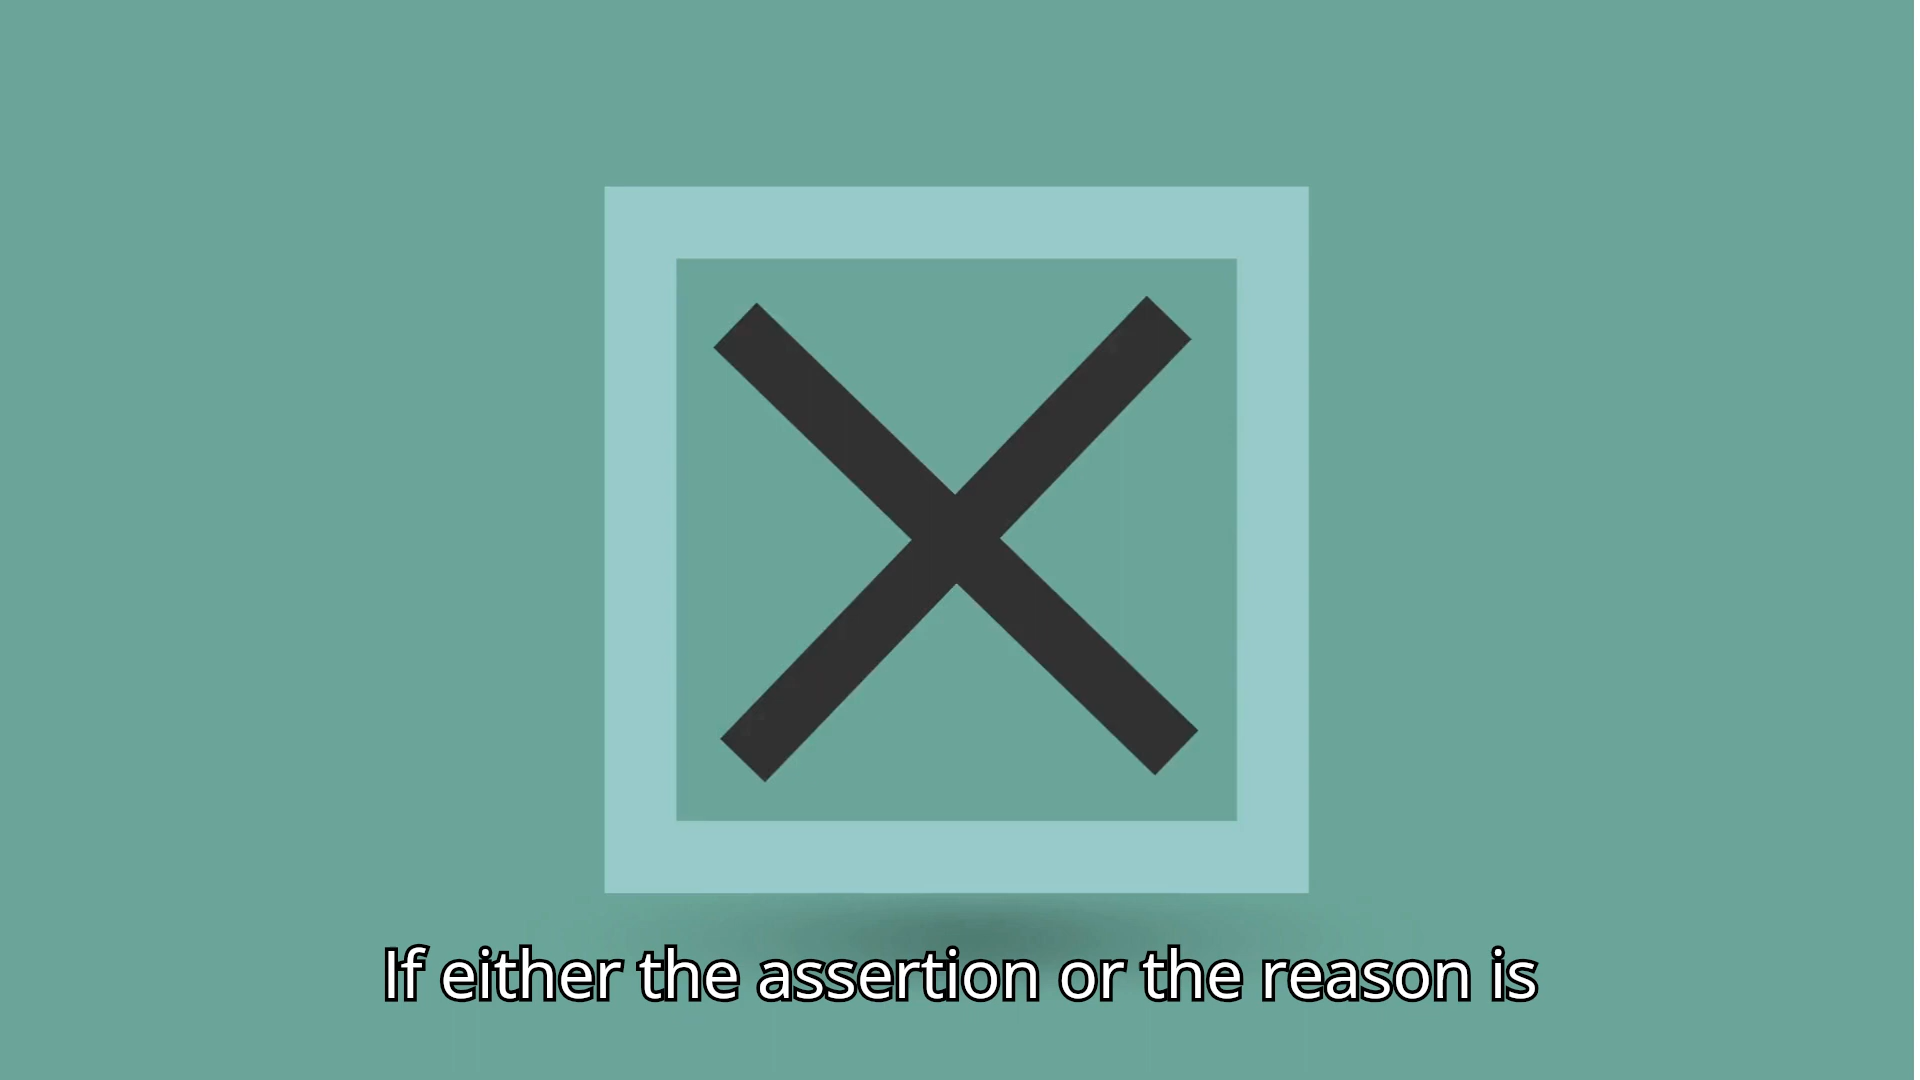 If either the assertion or the reason is